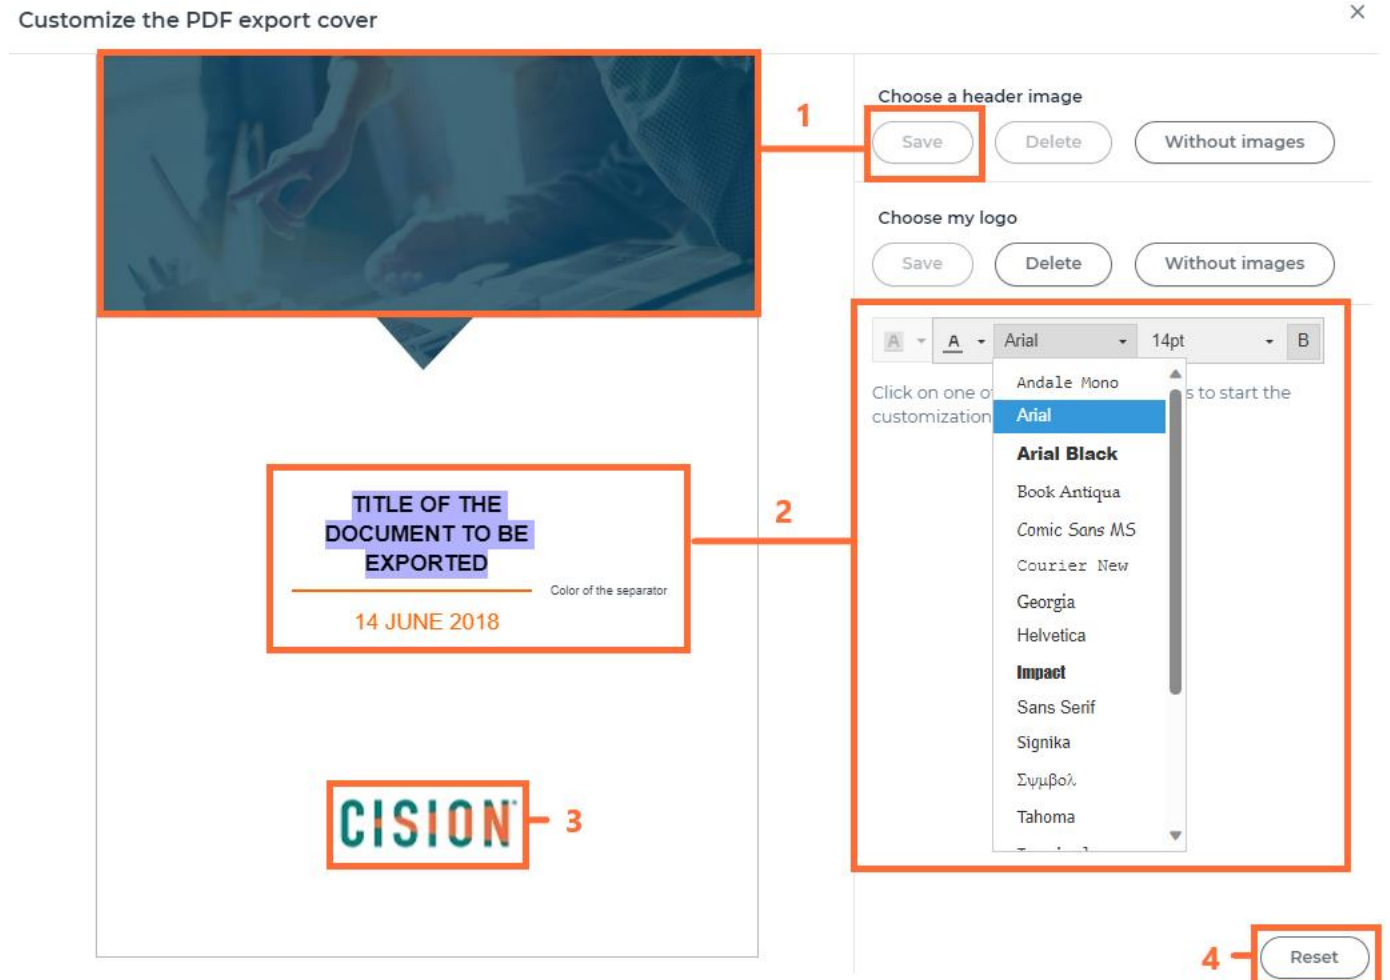 Customize the PDF export cover
1
Choose a header image
Save
Delete
Without images
Choose my logo
Save
Delete
Without images
A
A
Arial
14pt
B
Click on one o
s to start the
customization
Andale Mono
Arial
Arial Black
Book Antiqua
Comic Sans MS
Courier New
Georgia
Helvetica
Impact
Sans Serif
Signika
Σψμβολ
Tahoma
2
TITLE OF THE
DOCUMENT TO BE
EXPORTED
Color of the separator
14 JUNE 2018
CISION
3
4
Reset